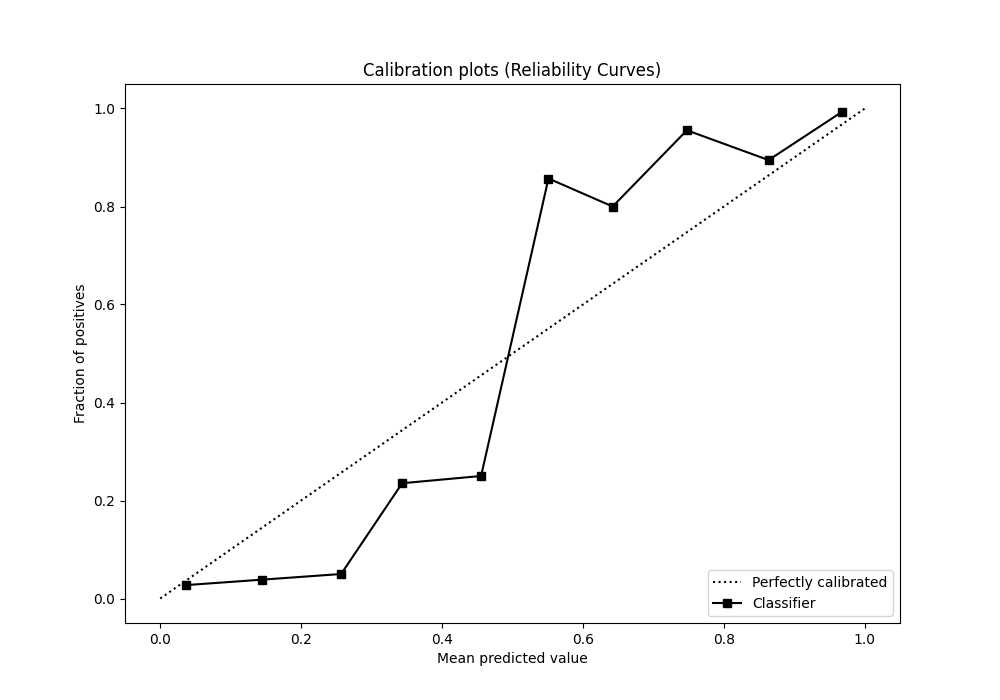 Calibration plots (Reliability Curves)
1.0
0.8
0.6
0.4
0.2
0.0
Fraction of positives
Perfectly calibrated
Classifier
0.0 0.2 0.4 0.6 0.8 1.0
Mean predicted value